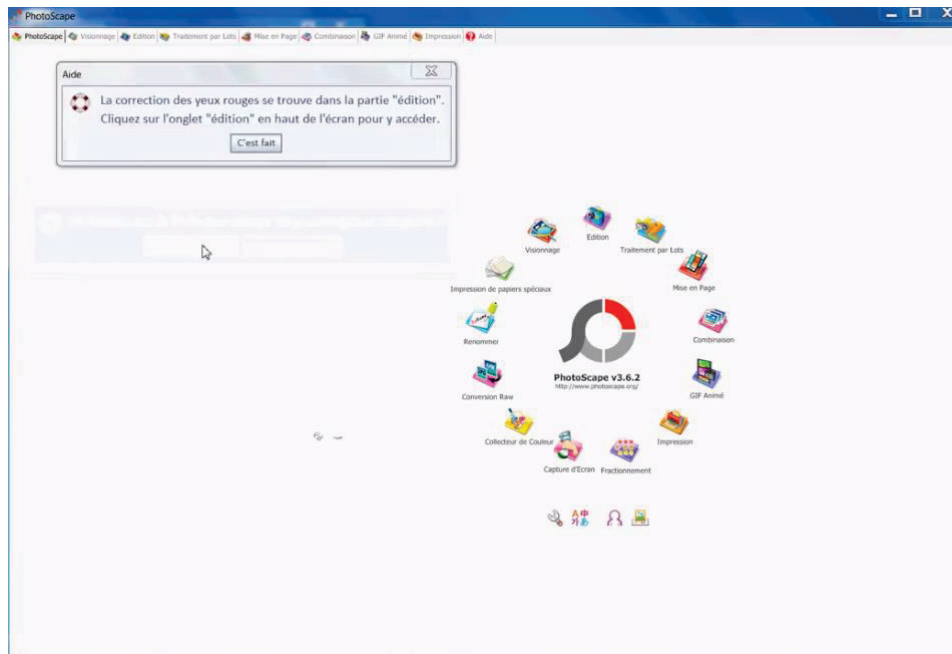 PhotoScape
PhotoScape Visionnage Edition Traitement par Lots Mise en Page Combinaison GIF Animé Impression Aide
Aide
La correction des yeux rouges se trouve dans la partie "édition".
Cliquez sur l'onglet "édition" en haut de l'écran pour y accéder.
C'est fait
Edition
Visionnage
Traitement par Lots
Impression de papiers spéciaux
Mise en Page
Renommer
Combinaison
PhotoScape v3.6.2
http://www.photoscape.org/
Conversion Raw
GIF Animé
Collecteur de Couleur
Impression
Capture d'Ecran
Fractionnement